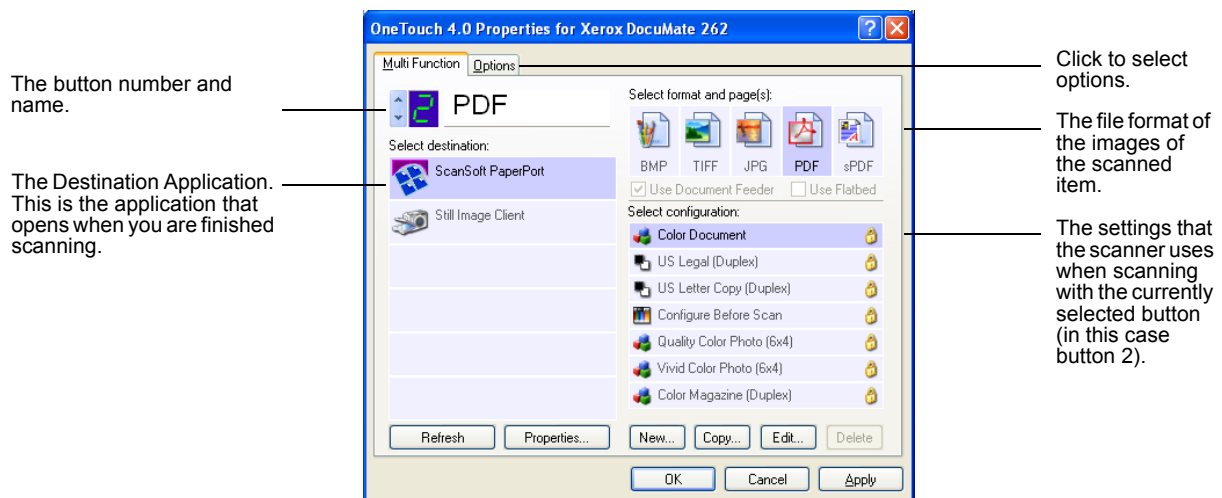 OneTouch 4.0 Properties for Xerox DocuMate 262
Multi Function
Options
The button number and
name.
2
PDF
Select destination:
The Destination Application.
This is the application that
opens when you are finished
scanning.
ScanSoft PaperPort
Still Image Client
Refresh
Properties...
Select format and page(s):
BMP
TIFF
JPG
PDF
sPDF
Use Document Feeder
Use Flatbed
Select configuration:
Color Document
US Legal (Duplex)
US Letter Copy (Duplex)
Configure Before Scan
Quality Color Photo (6x4)
Vivid Color Photo (6x4)
Color Magazine (Duplex)
New...
Copy...
Edit...
Delete
OK
Cancel
Apply
Click to select
options.
The file format of
the images of
the scanned
item.
The settings that
the scanner uses
when scanning
with the currently
selected button
(in this case
button 2).